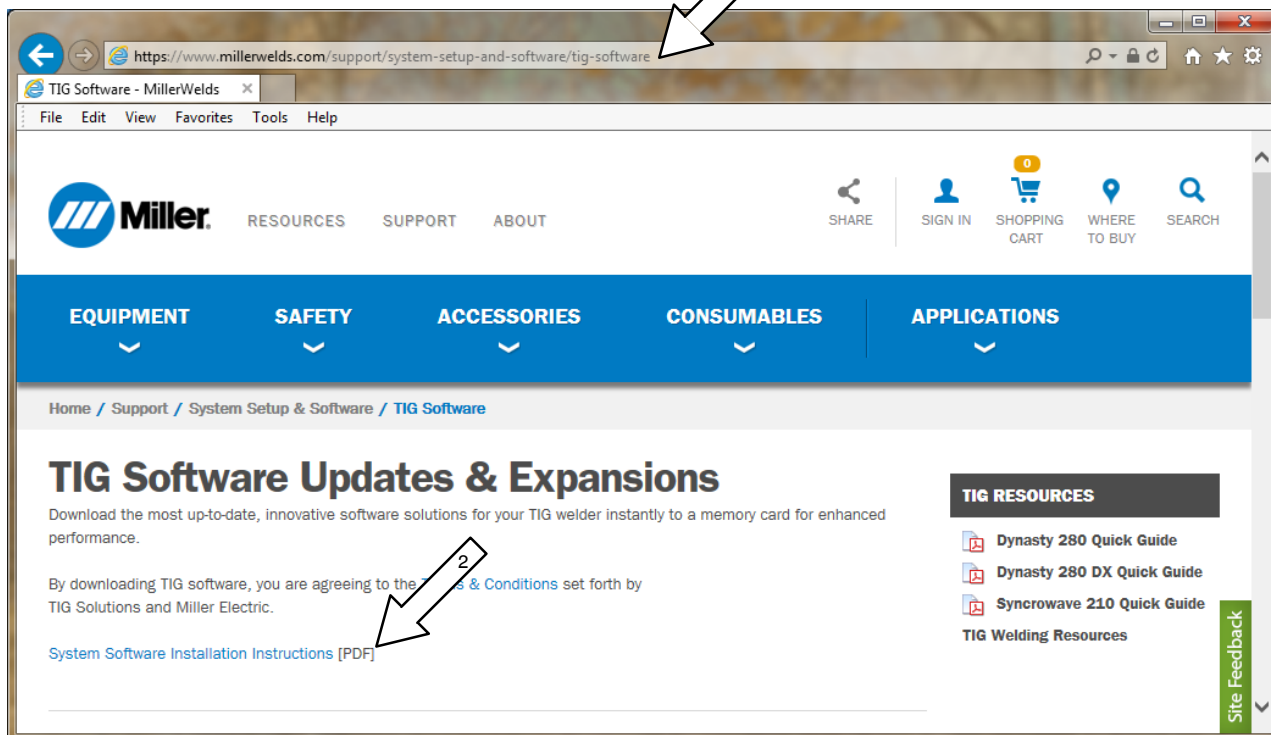 https://www.millerwelds.com/support/system-setup-and-software/tig-software
TIG Software - MillerWelds
File Edit View Favorites Tools Help
0
Miller.
RESOURCES SUPPORT ABOUT
SHARE
SIGN IN
SHOPPING
CART
WHERE
TO BUY
SEARCH
EQUIPMENT SAFETY ACCESSORIES CONSUMABLES APPLICATIONS
Home / Support / System Setup & Software / TIG Software
TIG Software Updates & Expansions
Download the most up-to-date, innovative software solutions for your TIG welder instantly to a memory card for enhanced
performance.
2
By downloading TIG software, you are agreeing to the & Conditions set forth by
TIG Solutions and Miller Electric.
System Software Installation Instructions [PDF]
TIG RESOURCES
Dynasty 280 Quick Guide
Dynasty 280 DX Quick Guide
Syncrowave 210 Quick Guide
TIG Welding Resources
Site Feedback